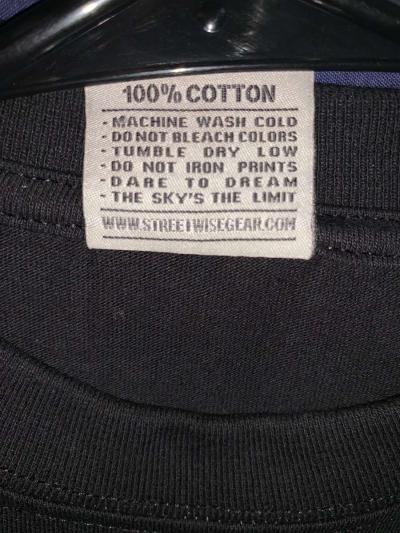 100% COTTON
- MACHINE WASH COLD
- DO NOT BLEACH COLORS
- TUMBLE DRY LOW
- DO NOT IRON PRINTS
- DARE TO DREAM
- THE SKY'S THE LIMIT
WWW.STREETWISEGEAR.COM